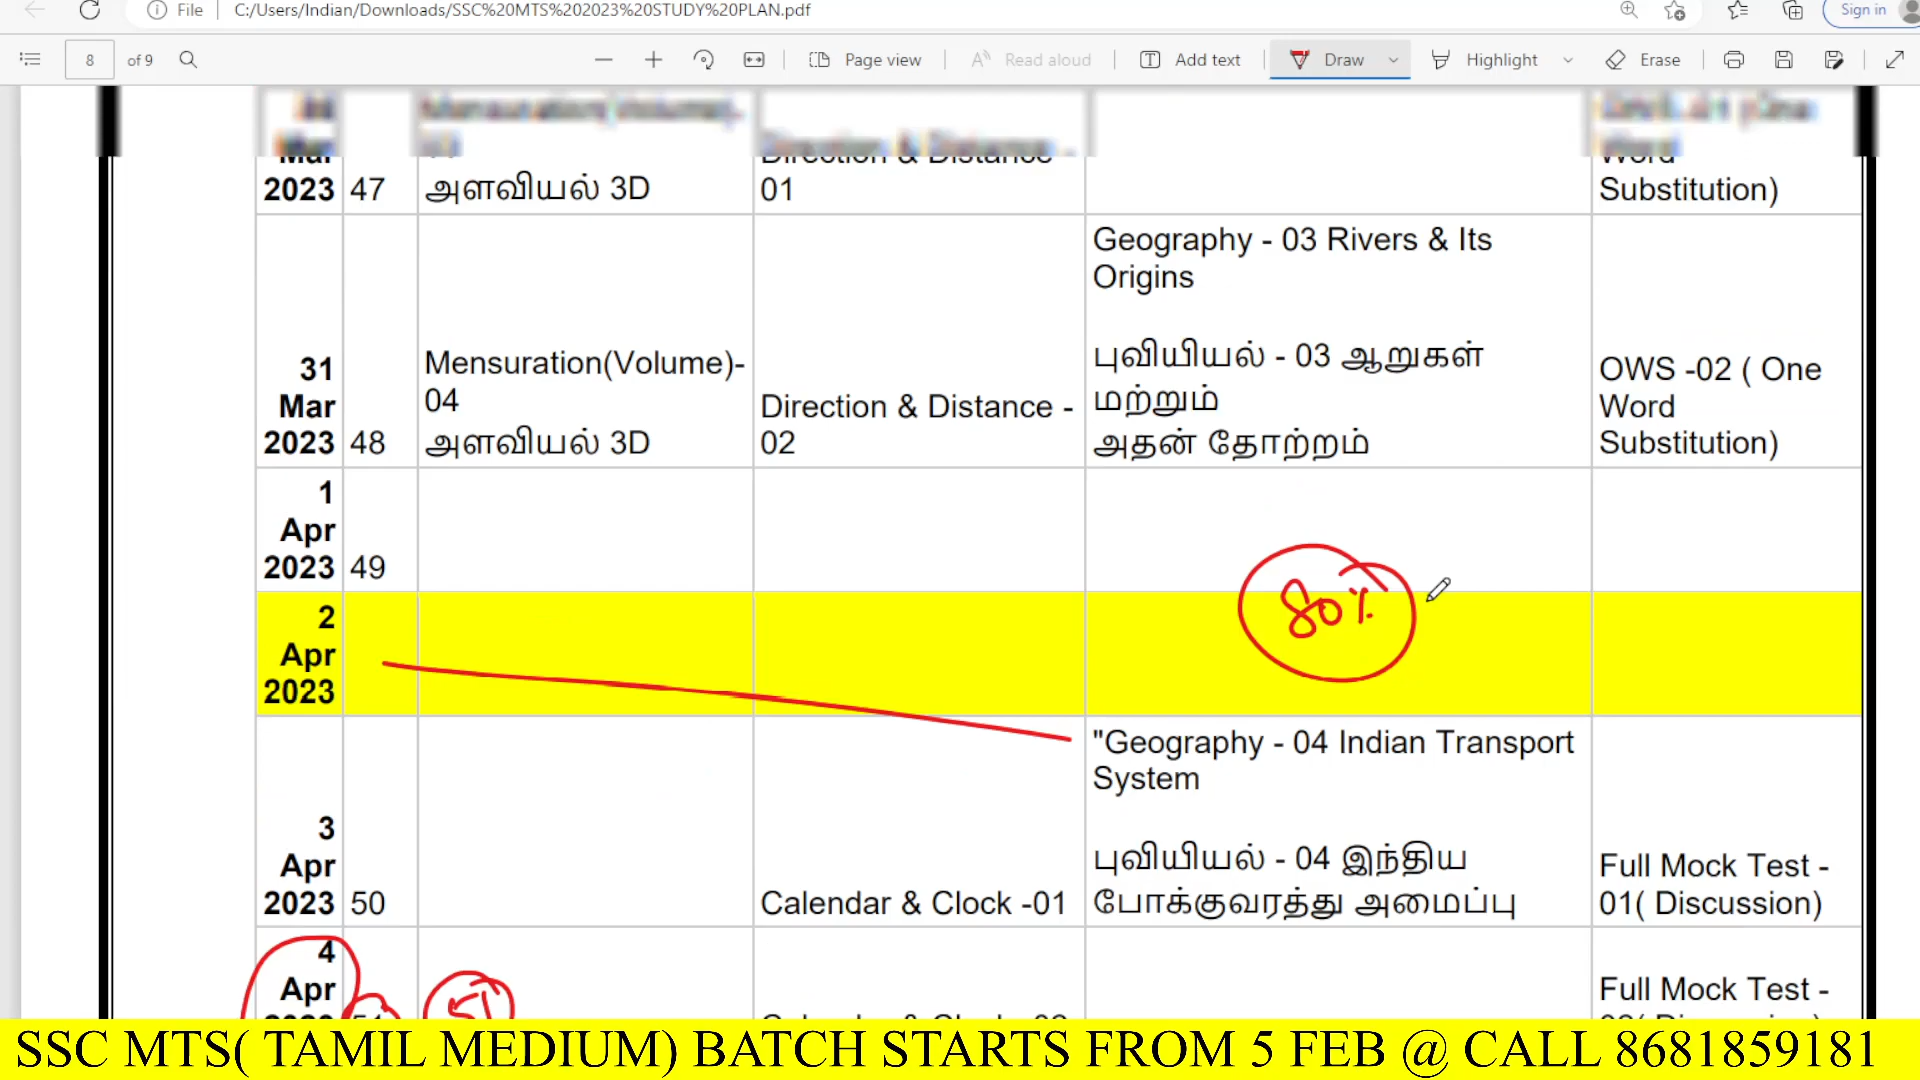 File C:/Users/Indian/Downloads/SSC%20MTS%202023%20STUDY%20PLAN.pdf Sign in
8 of 9 Page view Read aloud Add text Draw Highlight Erase
Mensuration(Volume)-
Mar Direction & Distance - Word
2023 47 அளவியல் 3D 01 Substitution)
Geography - 03 Rivers & Its
Origins
31 Mensuration(Volume)- புவியியல் - 03 ஆறுகள் OWS -02 ( One
Mar 04 Direction & Distance - மற்றும் Word
2023 48 அளவியல் 3D 02 அதன் தோற்றம் Substitution)
1
Apr
2023 49
80%
2
Apr
2023
"Geography - 04 Indian Transport
System
3
Apr புவியியல் - 04 இந்திய Full Mock Test -
2023 50 Calendar & Clock -01 போக்குவரத்து அமைப்பு 01( Discussion)
4
Apr 51 Full Mock Test -
SSC MTS( TAMIL MEDIUM) BATCH STARTS FROM 5 FEB @ CALL 8681859181